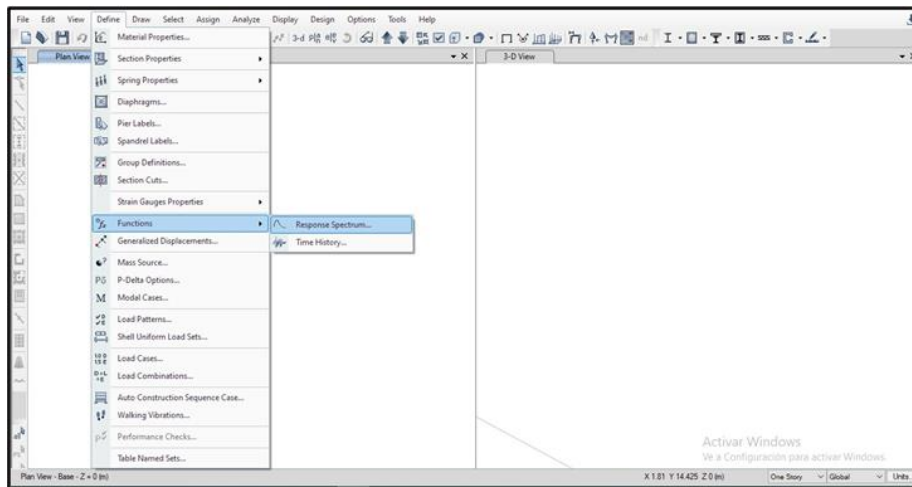 File Edit View Define Draw Select Assign Analyze Display Design Options Tools Help
3-d
nd
Plan View
3-D View
Material Properties...
Section Properties
Spring Properties
Diaphragms...
Pier Labels...
Spandrel Labels...
Group Definitions...
Section Cuts...
Strain Gauges Properties
Functions
Response Spectrum...
Time History...
Generalized Displacements...
Mass Source...
P-Delta Options...
M Modal Cases...
Load Patterns...
Shell Uniform Load Sets...
Load Cases...
Load Combinations...
Auto Construction Sequence Case...
Walking Vibrations...
Performance Checks...
Table Named Sets...
Activar Windows
Ve a Configuración para activar Windows.
Plan View - Base - Z = 0 (m)
X 1.81 Y 14.425 Z 0 (m)
One Story
Global
Units...